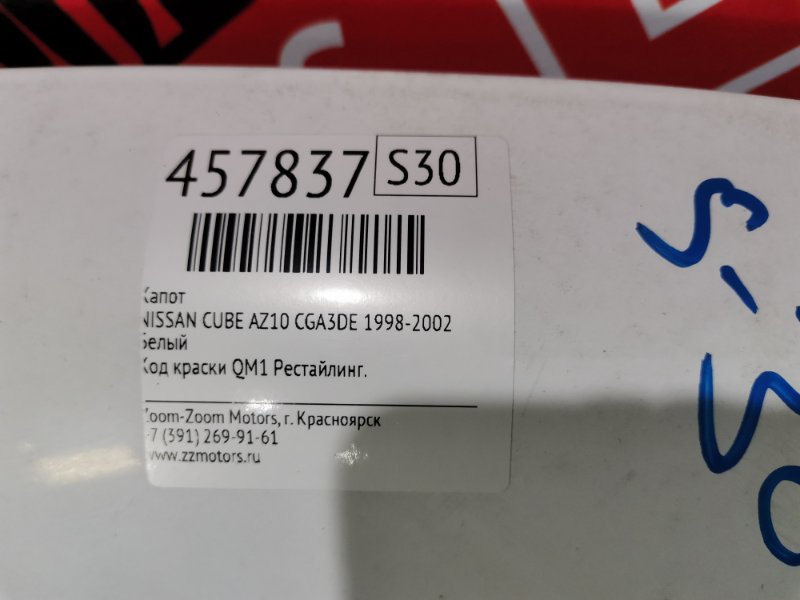 457837 S30
Капот
NISSAN CUBE AZ10 CGA3DE 1998-2002
Белый
Код краски QM1 Рестайлинг.
Zoom-Zoom Motors, г. Красноярск
+7 (391) 269-91-61
www.zzmotors.ru